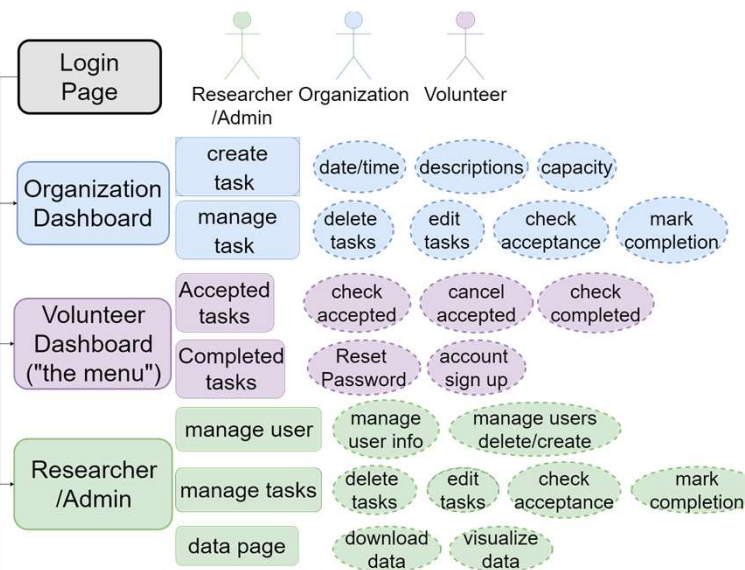 Login
Page
Researcher
/Admin
Organization
Volunteer
Organization
Dashboard
create
task
date/time
descriptions
capacity
manage
task
delete
tasks
edit
tasks
check
acceptance
mark
completion
Volunteer
Dashboard
("the menu")
Accepted
tasks
check
accepted
cancel
accepted
check
completed
Completed
tasks
Reset
Password
account
sign up
Researcher
/Admin
manage user
manage
user info
manage users
delete/create
manage tasks
delete
tasks
edit
tasks
check
acceptance
mark
completion
data page
download
data
visualize
data